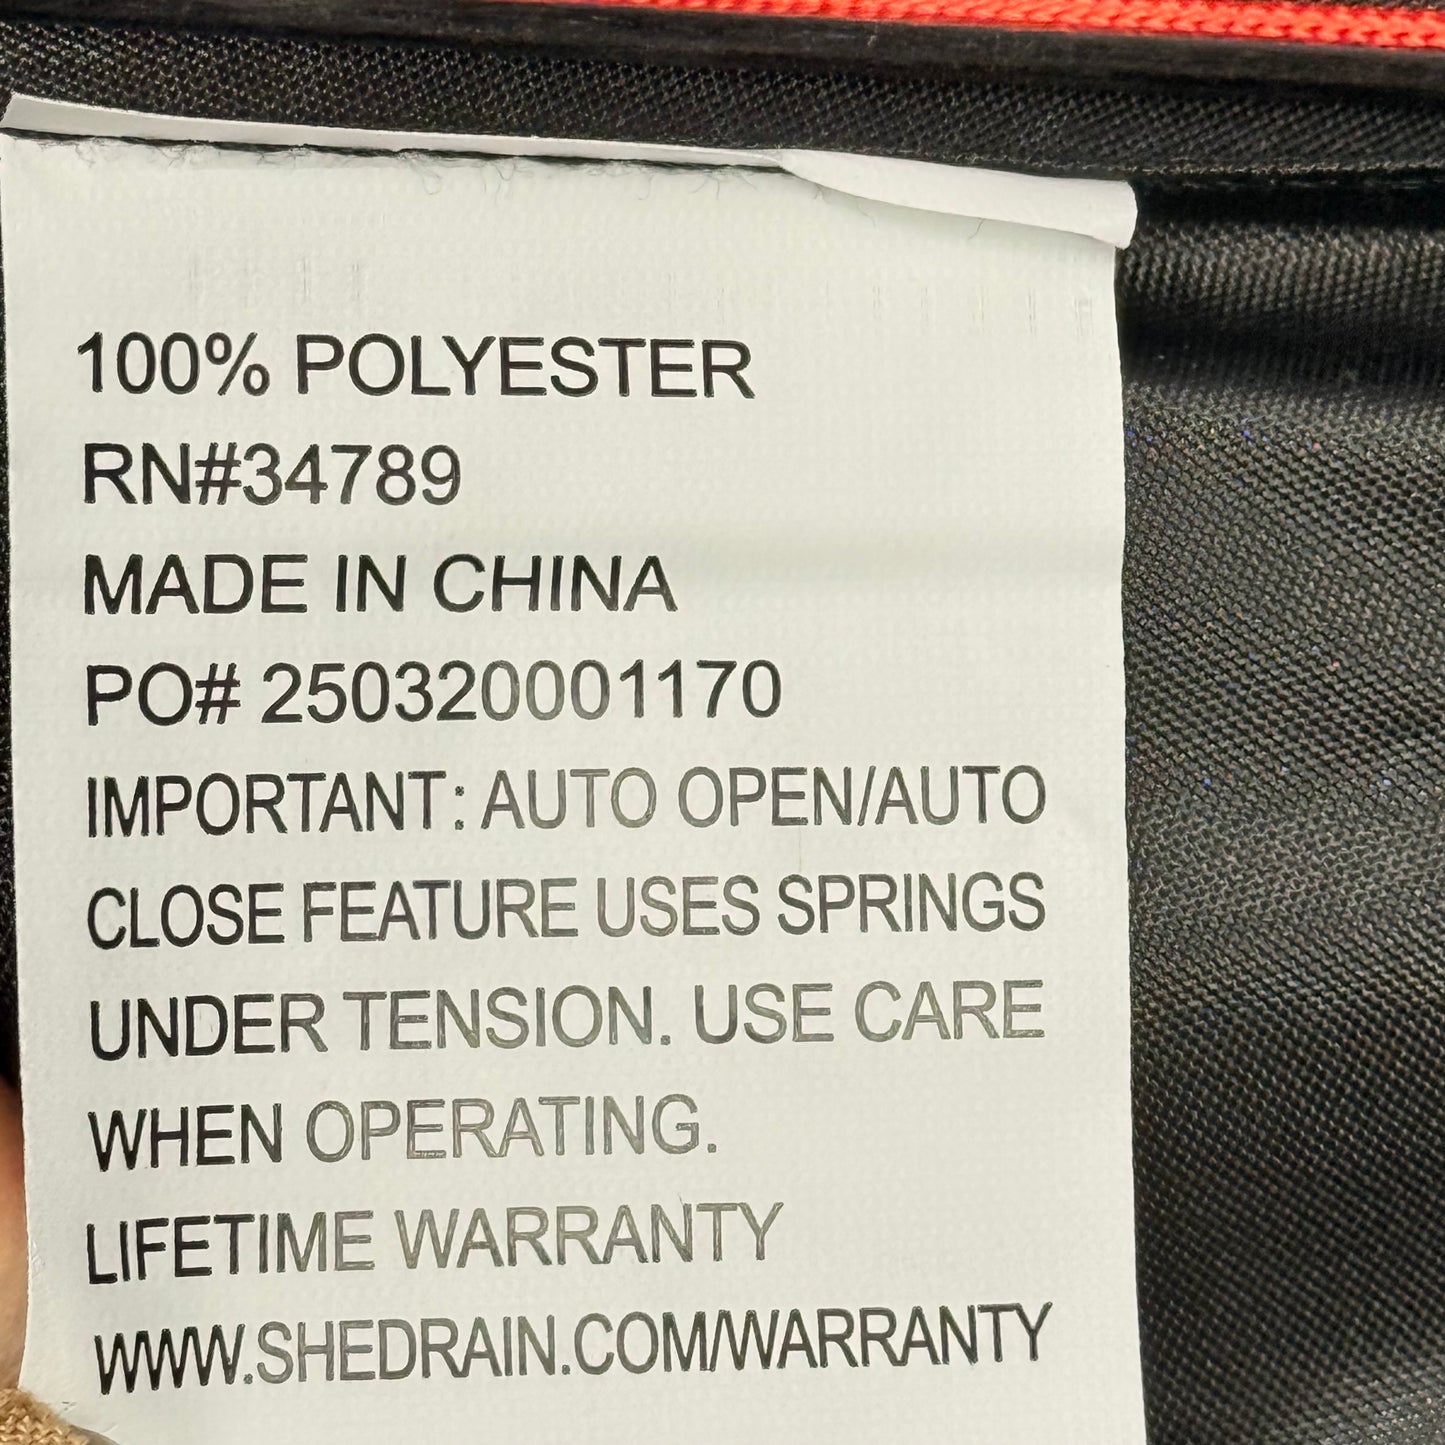 100% POLYESTER
RN#34789
MADE IN CHINA
PO# 250320001170
IMPORTANT: AUTO OPEN/AUTO
CLOSE FEATURE USES SPRINGS
UNDER TENSION. USE CARE
WHEN OPERATING.
LIFETIME WARRANTY
WWW.SHEDRAIN.COM/WARRANTY